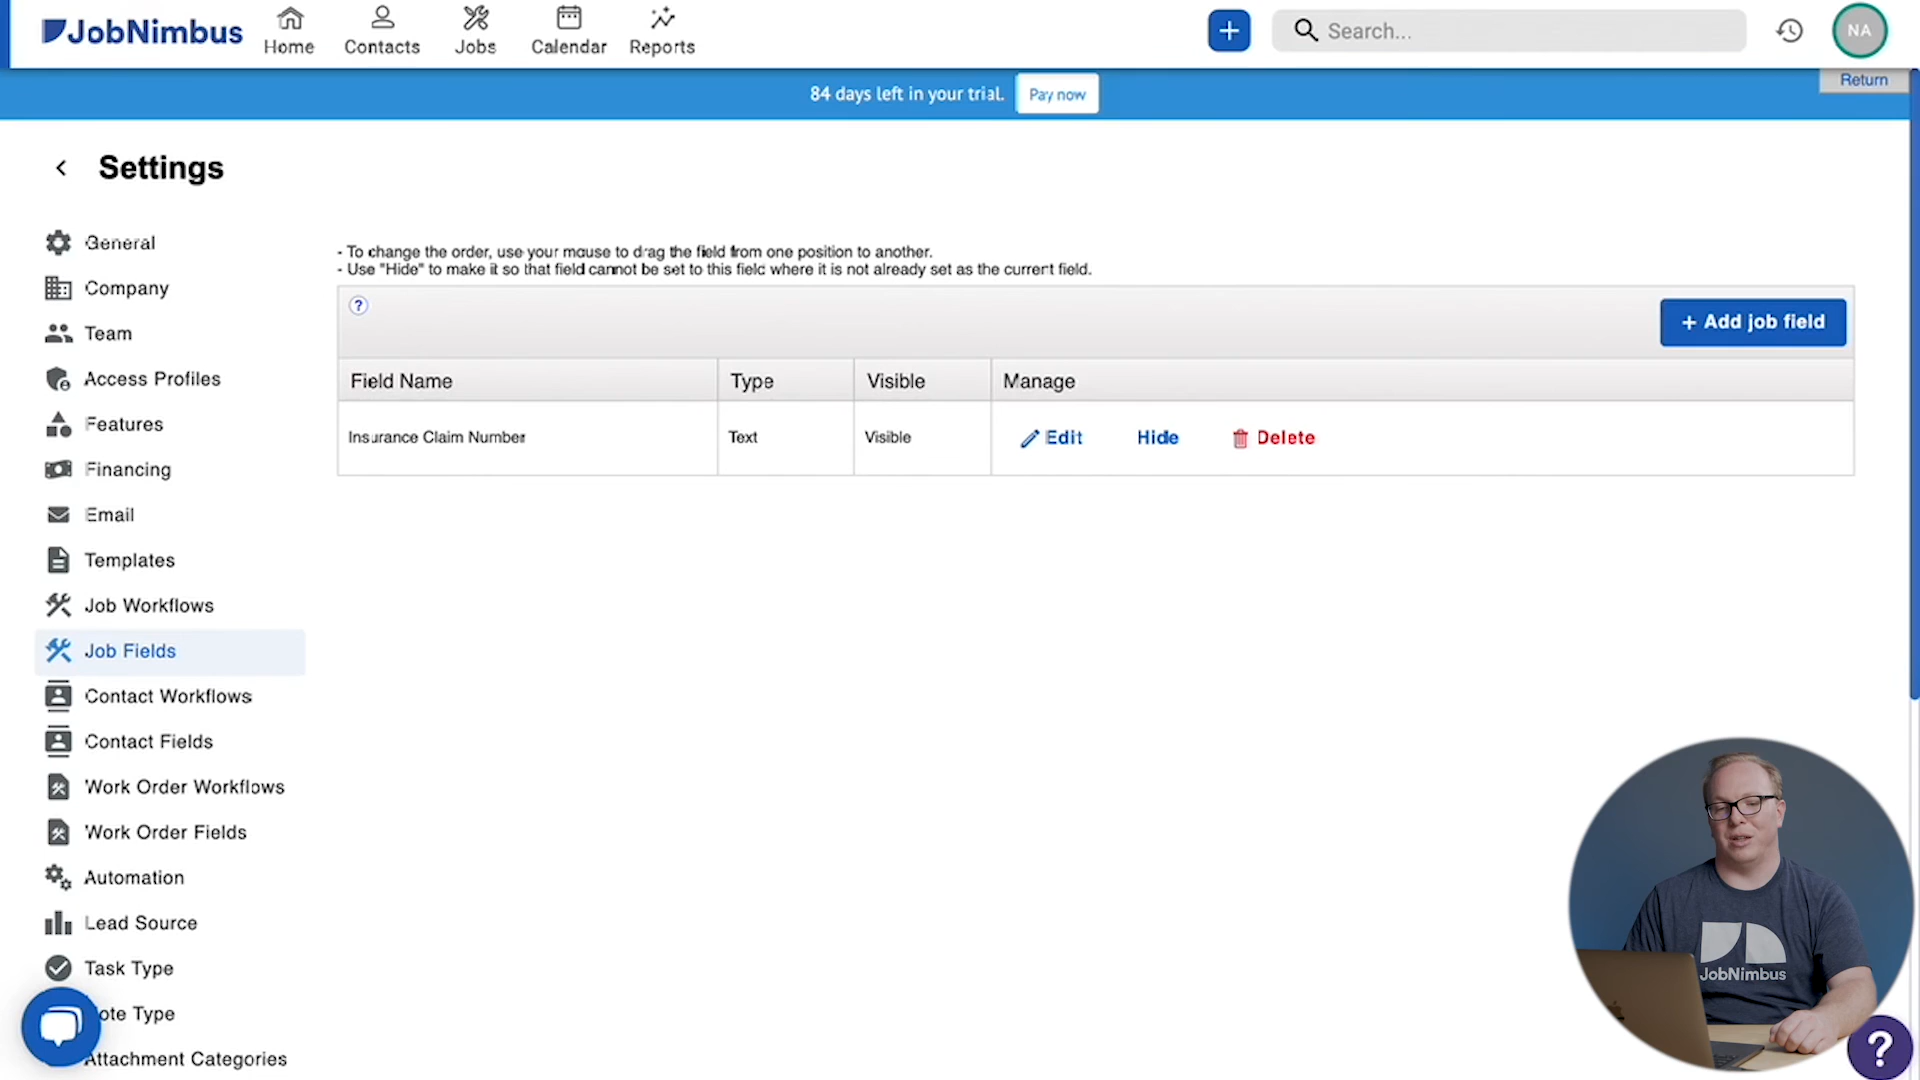 JobNimbus
Home
Contacts
Jobs
Calendar
Reports
Search...
NA
84 days left in your trial.
Pay now
Return
Settings
General
Company
Team
Access Profiles
Features
Financing
Email
Templates
Job Workflows
Job Fields
Contact Workflows
Contact Fields
Work Order Workflows
Work Order Fields
Automation
Lead Source
Task Type
ote Type
Attachment Categories
- To change the order, use your mouse to drag the field from one position to another.
- Use "Hide" to make it so that field cannot be set to this field where it is not already set as the current field.
?
+ Add job field
Field Name Type Visible Manage
Insurance Claim Number Text Visible Edit Hide Delete
JobNimbus
?